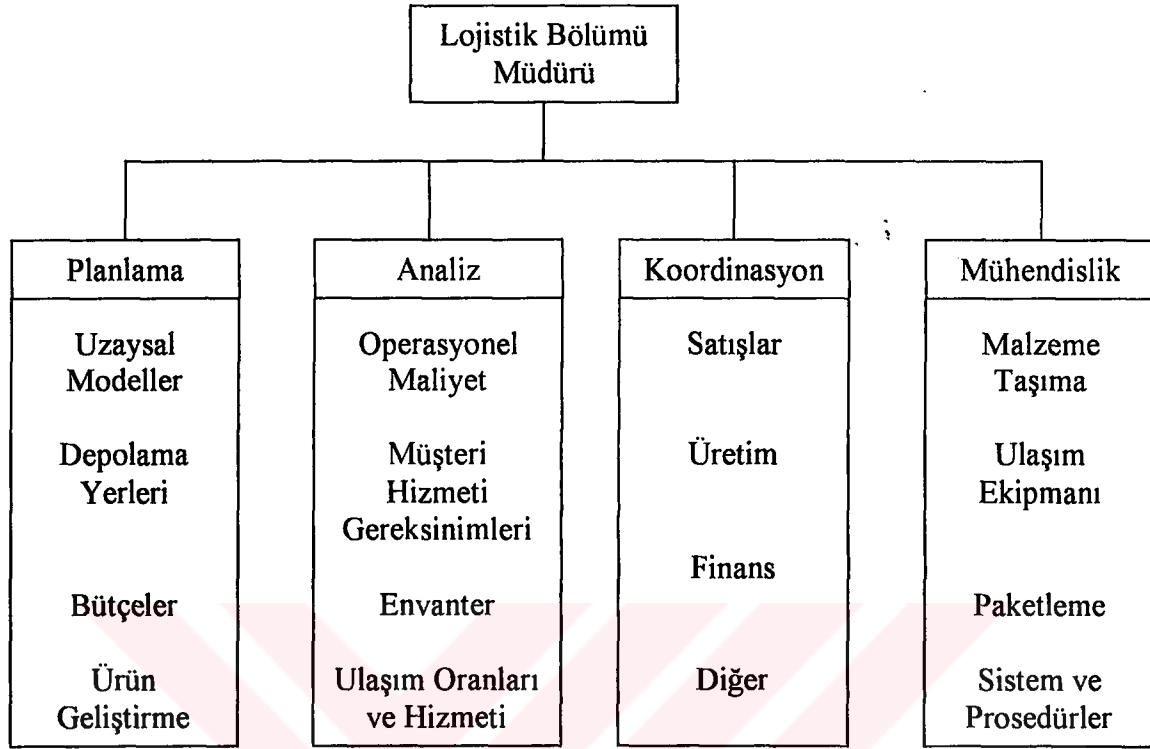 Lojistik Bölümü
Müdürü
Planlama
Uzaysal
Modeller
Depolama
Yerleri
Bütçeler
Ürün
Geliştirme
Analiz
Operasyonel
Maliyet
Müşteri
Hizmeti
Gereksinimleri
Envanter
Ulaşım Oranları
ve Hizmeti
Koordinasyon
Satışlar
Üretim
Finans
Diğer
Mühendislik
Malzeme
Taşıma
Ulaşım
Ekipmanı
Paketleme
Sistem ve
Prosedürler